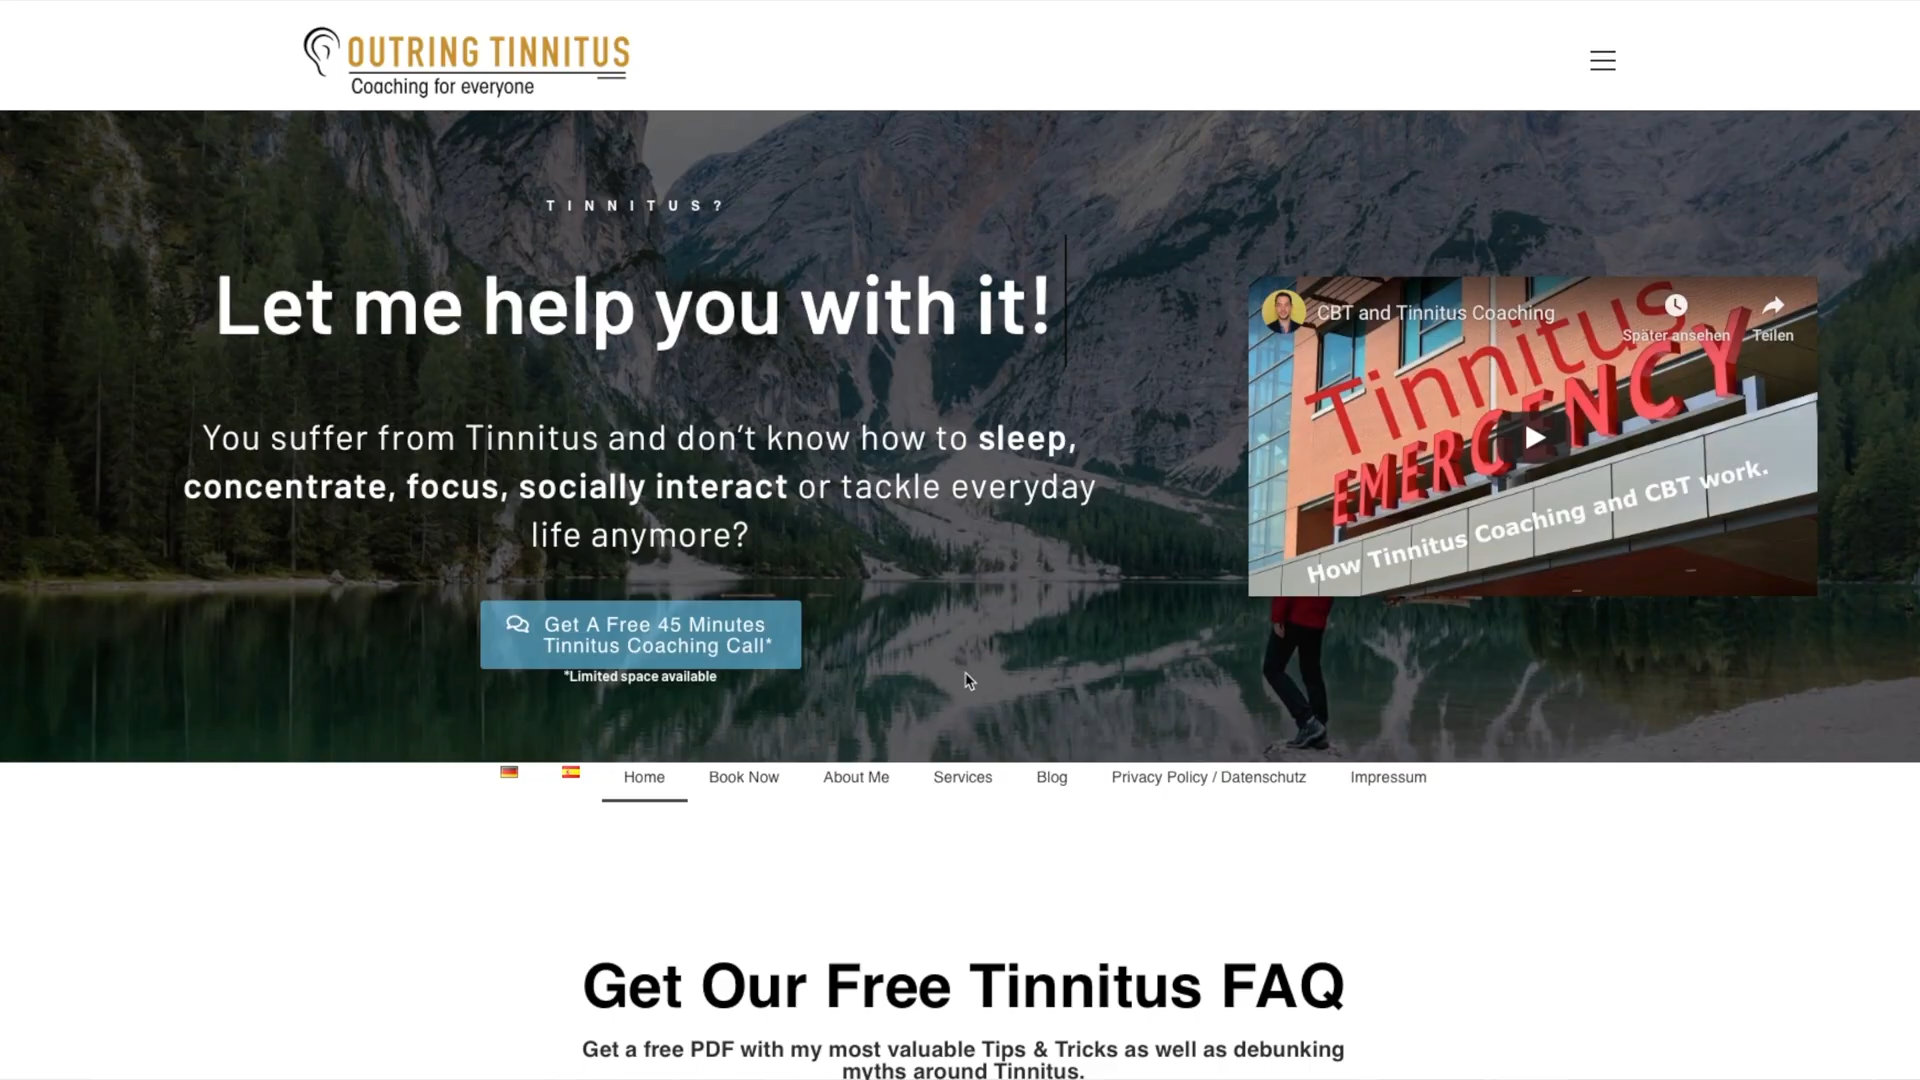 OUTRING TINNITUS
Coaching for everyone
TINNITUS?
Let me help you with it!
You suffer from Tinnitus and don’t know how to sleep,
concentrate, focus, socially interact or tackle everyday
life anymore?
Get A Free 45 Minutes
Tinnitus Coaching Call*
*Limited space available
CBT and Tinnitus Coaching
Später ansehen
Teilen
Tinnitus
EMERGENCY
How Tinnitus Coaching and CBT work.
Home
Book Now
About Me
Services
Blog
Privacy Policy / Datenschutz
Impressum
Get Our Free Tinnitus FAQ
Get a free PDF with my most valuable Tips & Tricks as well as debunking
myths around Tinnitus.